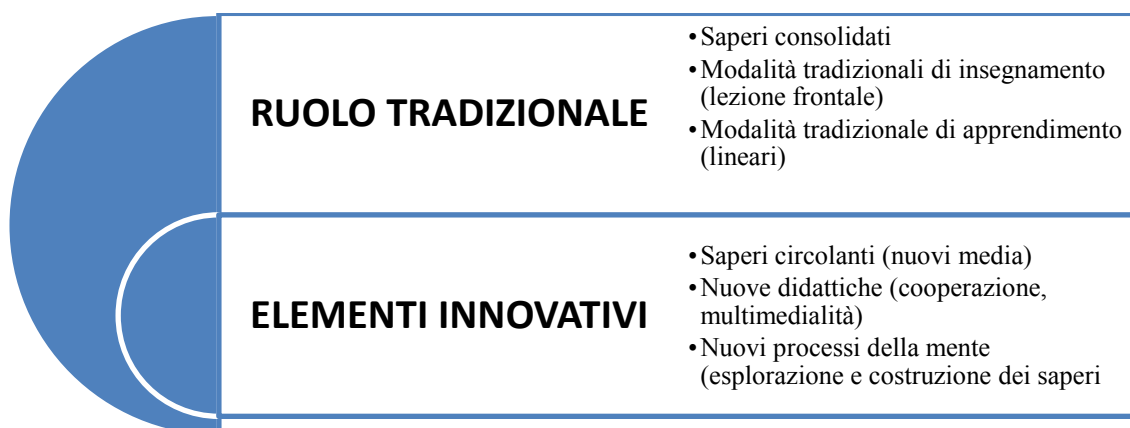 RUOLO TRADIZIONALE
•Saperi consolidati
•Modalità tradizionali di insegnamento
(lezione frontale)
•Modalità tradizionale di apprendimento
(lineari)
ELEMENTI INNOVATIVI
•Saperi circolanti (nuovi media)
•Nuove didattiche (cooperazione,
multimedialità)
•Nuovi processi della mente
(esplorazione e costruzione dei saperi